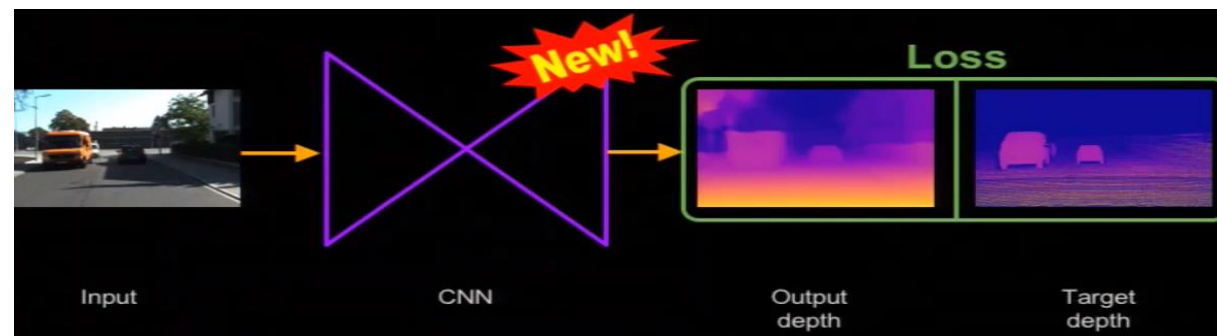 New!
Loss
Input
CNN
Output
depth
Target
depth